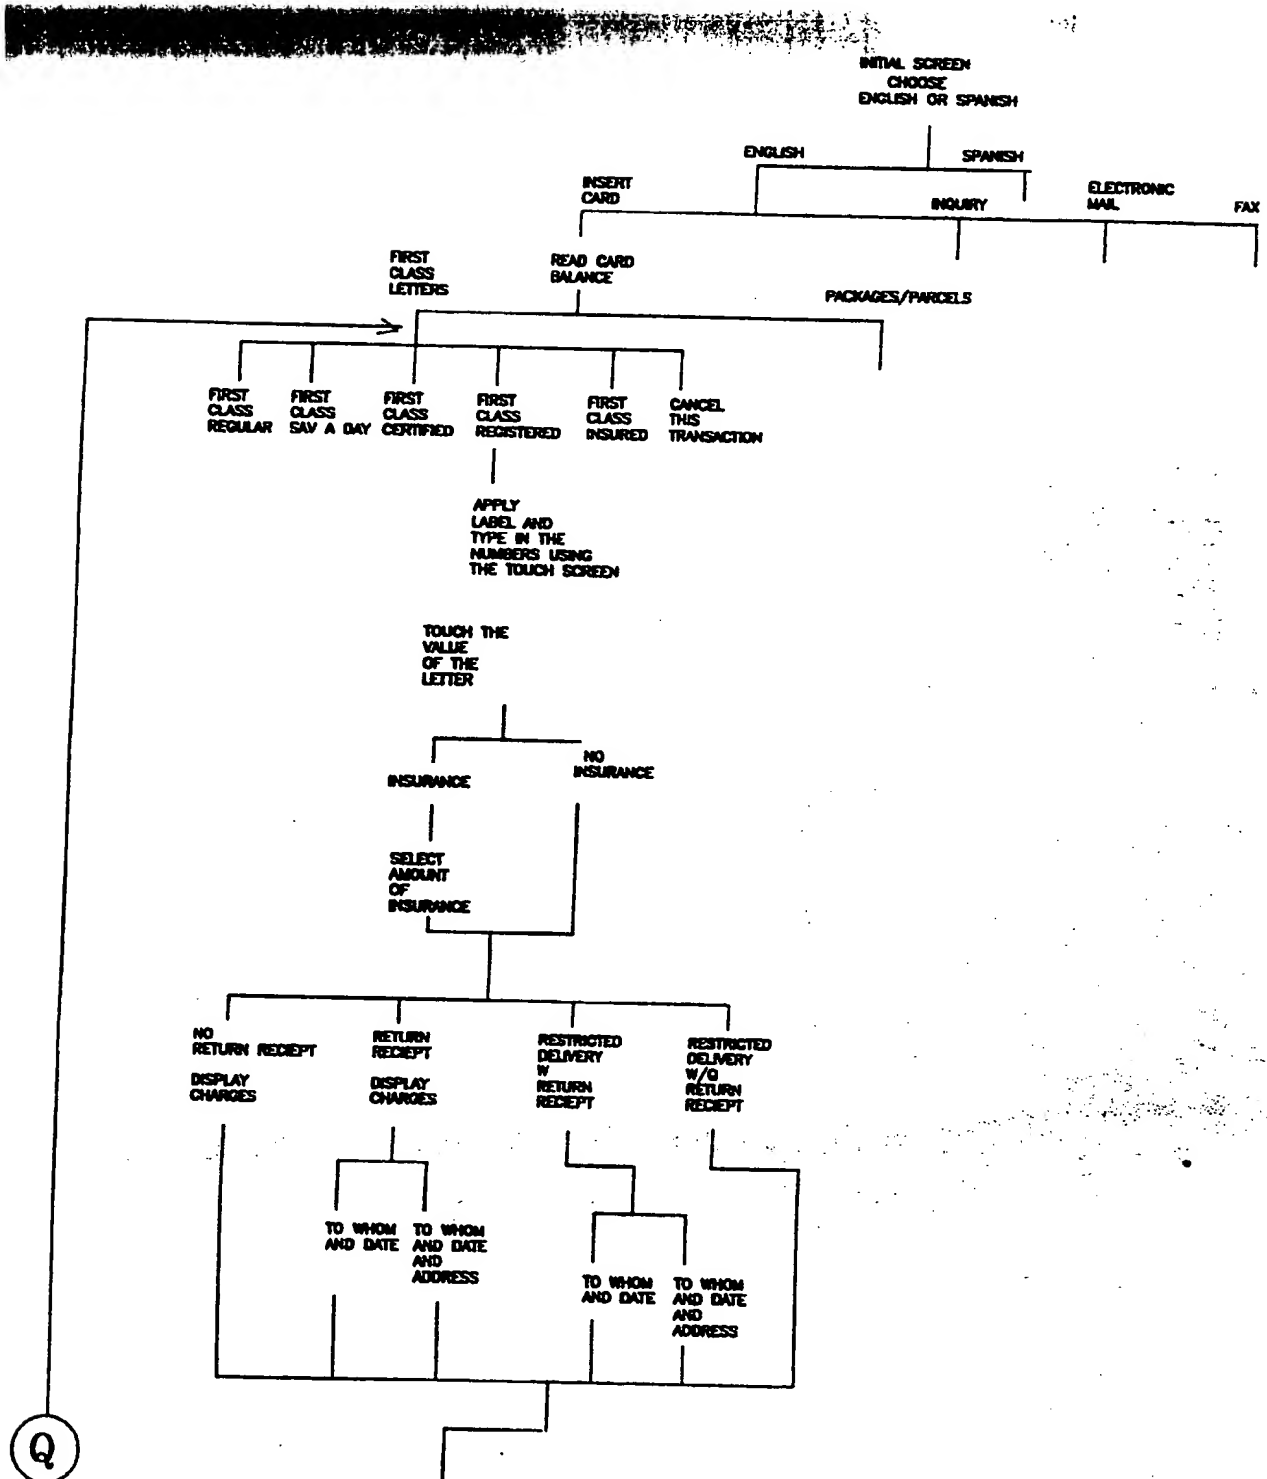 INITIAL SCREEN
CHOOSE
ENGLISH OR SPANISH
ENGLISH
SPANISH
INSERT
CARD
INQUIRY
ELECTRONIC
MAIL
FAX
FIRST
CLASS
LETTERS
READ CARD
BALANCE
PACKAGES/PARCELS
FIRST
CLASS
REGULAR
FIRST
CLASS
SAV A DAY
FIRST
CLASS
CERTIFIED
FIRST
CLASS
REGISTERED
FIRST
CLASS
INSURED
CANCEL
THIS
TRANSACTION
APPLY
LABEL AND
TYPE IN THE
NUMBERS USING
THE TOUCH SCREEN
TOUCH THE
VALUE
OF THE
LETTER
INSURANCE
NO
INSURANCE
SELECT
AMOUNT
OF
INSURANCE
NO
RETURN RECIEPT
DISPLAY
CHARGES
RETURN
RECIEPT
DISPLAY
CHARGES
RESTRICTED
DELIVERY
W
RETURN
RECIEPT
RESTRICTED
DELIVERY
W/O
RETURN
RECIEPT
TO WHOM
AND DATE
TO WHOM
AND DATE
AND
ADDRESS
TO WHOM
AND DATE
TO WHOM
AND DATE
AND
ADDRESS
Q